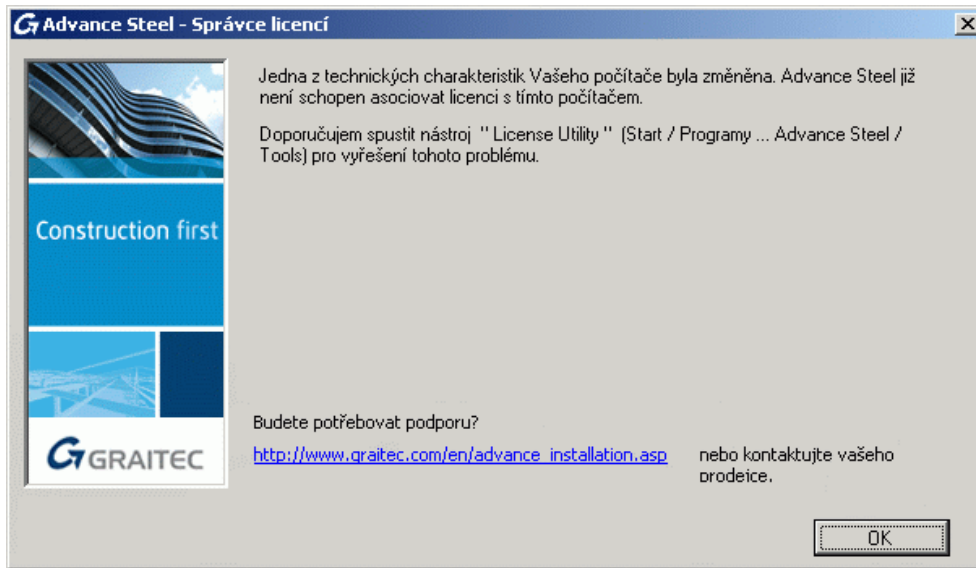 Advance Steel - Správce licencí
Jedna z technických charakteristik Vašeho počítače byla změněna. Advance Steel již
není schopen asociovat licenci s tímto počítačem.
Doporučujem spustit nástroj " License Utility " (Start / Programy ... Advance Steel /
Tools) pro vyřešení tohoto problému.
Construction first
GRAITEC
Budete potřebovat podporu?
http://www.graitec.com/en/advance_installation.asp nebo kontaktujte vašeho
prodejce.
OK